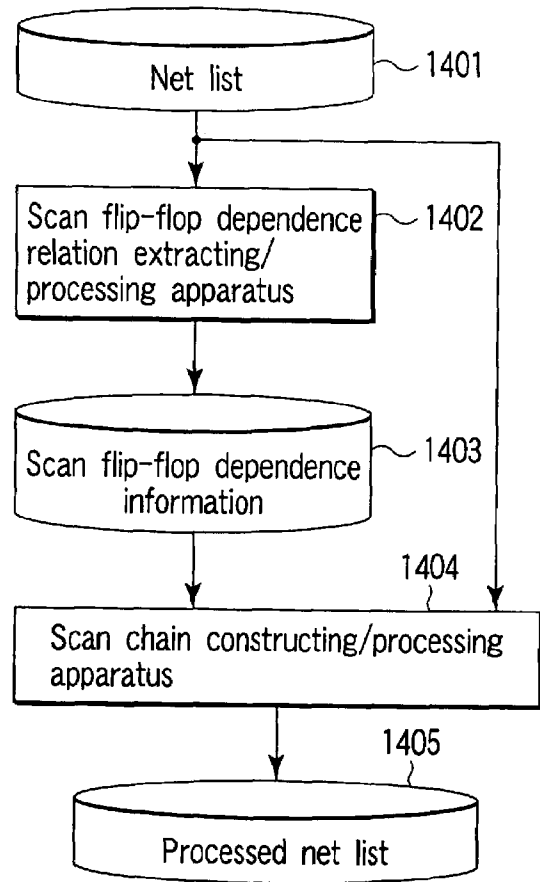 Net list
1401
Scan flip-flop dependence
relation extracting/
processing apparatus
1402
Scan flip-flop dependence
information
1403
1404
Scan chain constructing/processing
apparatus
1405
Processed net list